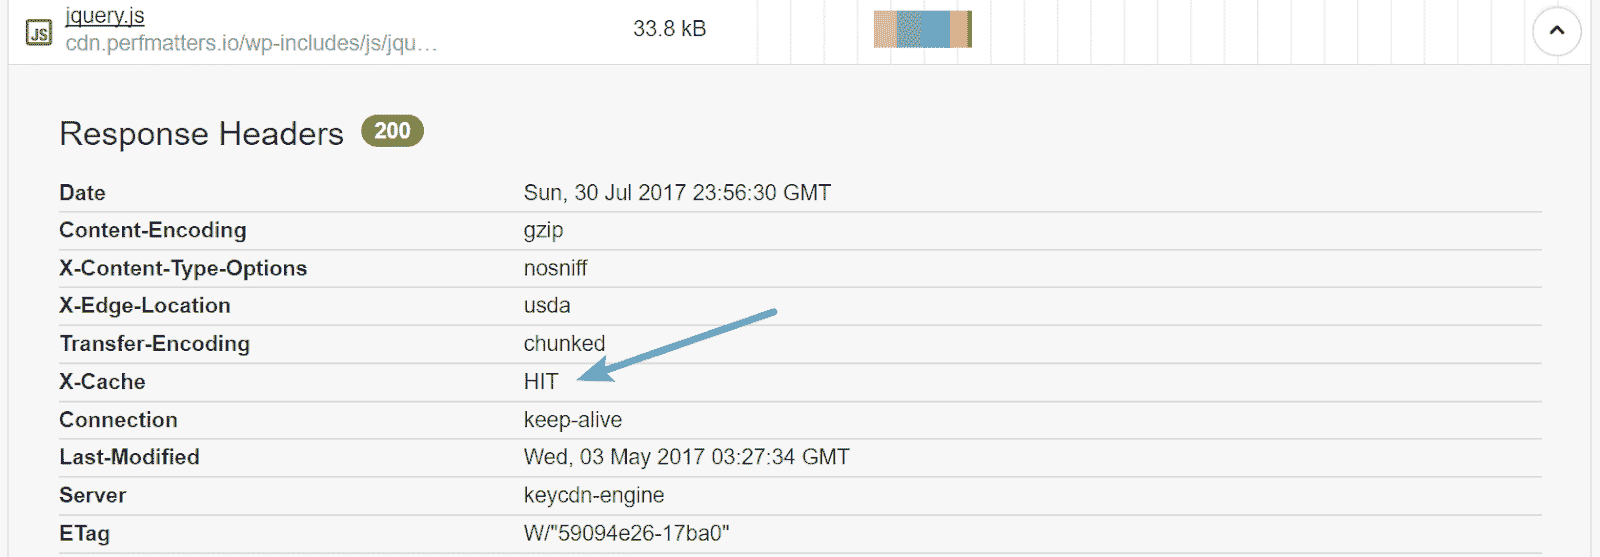 jquery.js
JS
cdn.perfmatters.io/wp-includes/js/jqu...
33.8 kB
Response Headers 200
Date Sun, 30 Jul 2017 23:56:30 GMT
Content-Encoding gzip
X-Content-Type-Options nosniff
X-Edge-Location usda
Transfer-Encoding chunked
X-Cache HIT
Connection keep-alive
Last-Modified Wed, 03 May 2017 03:27:34 GMT
Server keycdn-engine
ETag W/"59094e26-17ba0"